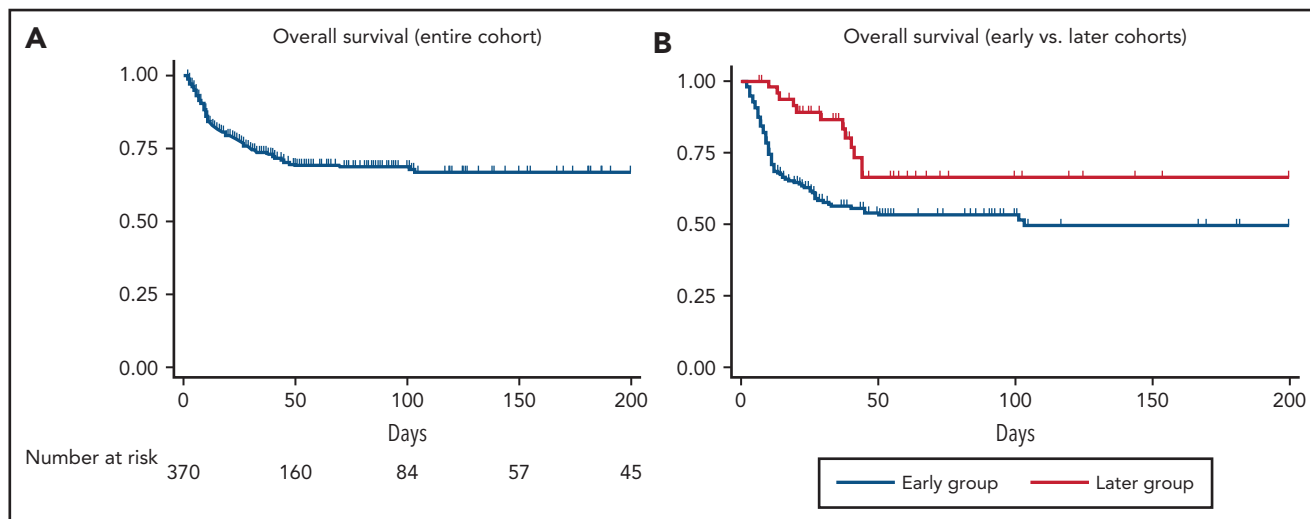 A
Overall survival (entire cohort)
1.00
0.75
0.50
0.25
0.00
0 50 100 150 200
Days
Number at risk
370 160 84 57 45
B
Overall survival (early vs. later cohorts)
1.00
0.75
0.50
0.25
0.00
0 50 100 150 200
Days
Early group Later group